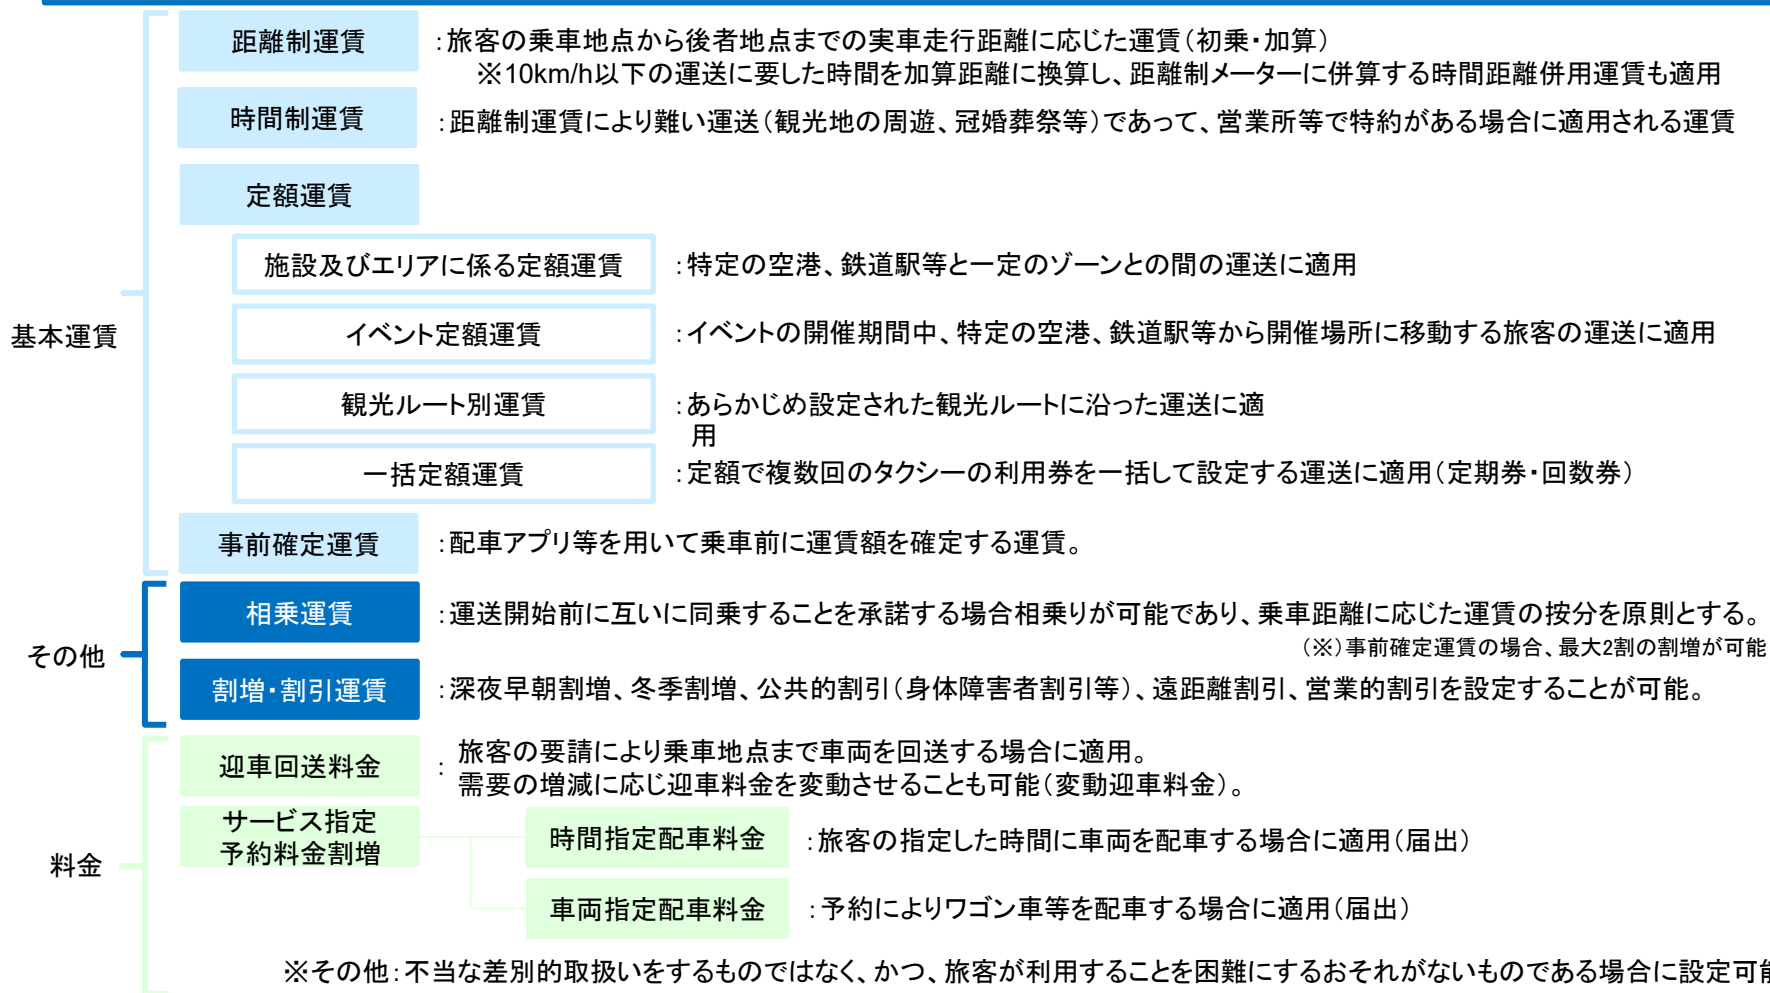 距離制運賃
：旅客の乗車地点から後者地点までの実車走行距離に応じた運賃（初乗・加算）
※10km/h以下の運送に要した時間を加算距離に換算し、距離制メーターに併算する時間距離併用運賃も適用
時間制運賃
：距離制運賃により難い運送（観光地の周遊、冠婚葬祭等）であって、営業所等で特約がある場合に適用される運賃
定額運賃
施設及びエリアに係る定額運賃
：特定の空港、鉄道駅等と一定のゾーンとの間の運送に適用
基本運賃
イベント定額運賃
：イベントの開催期間中、特定の空港、鉄道駅等から開催場所に移動する旅客の運送に適用
観光ルート別運賃
：あらかじめ設定された観光ルートに沿った運送に適
用
一括定額運賃
：定額で複数回のタクシーの利用券を一括して設定する運送に適用（定期券・回数券）
事前確定運賃
：配車アプリ等を用いて乗車前に運賃額を確定する運賃。
その他
相乗運賃
：運送開始前に互いに同乗することを承諾する場合相乗りが可能であり、乗車距離に応じた運賃の按分を原則とする。
（※）事前確定運賃の場合、最大2割の割増が可能
割増・割引運賃
：深夜早朝割増、冬季割増、公共的割引（身体障害者割引等）、遠距離割引、営業的割引を設定することが可能。
料金
迎車回送料金
：旅客の要請により乗車地点まで車両を回送する場合に適用。
需要の増減に応じ迎車料金を変動させることも可能（変動迎車料金）。
サービス指定
予約料金割増
時間指定配車料金
：旅客の指定した時間に車両を配車する場合に適用（届出）
車両指定配車料金
：予約によりワゴン車等を配車する場合に適用（届出）
※その他：不当な差別的取扱いをするものではなく、かつ、旅客が利用することを困難にするおそれがないものである場合に設定可能